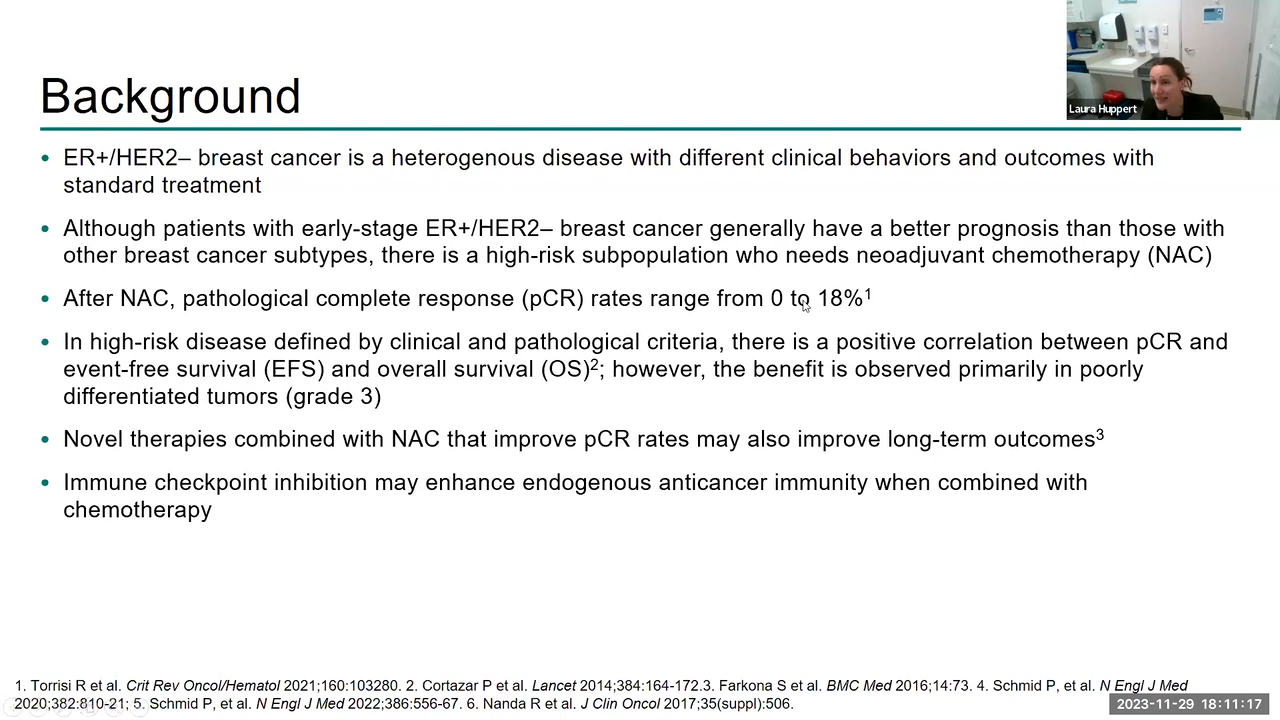 Laura Huppert
Background
• ER+/HER2– breast cancer is a heterogenous disease with different clinical behaviors and outcomes with
standard treatment
• Although patients with early-stage ER+/HER2– breast cancer generally have a better prognosis than those with
other breast cancer subtypes, there is a high-risk subpopulation who needs neoadjuvant chemotherapy (NAC)
• After NAC, pathological complete response (pCR) rates range from 0 to 18%¹
• In high-risk disease defined by clinical and pathological criteria, there is a positive correlation between pCR and
event-free survival (EFS) and overall survival (OS)²; however, the benefit is observed primarily in poorly
differentiated tumors (grade 3)
• Novel therapies combined with NAC that improve pCR rates may also improve long-term outcomes³
• Immune checkpoint inhibition may enhance endogenous anticancer immunity when combined with
chemotherapy
1. Torrisi R et al. Crit Rev Oncol/Hematol 2021;160:103280. 2. Cortazar P et al. Lancet 2014;384:164-172.3. Farkona S et al. BMC Med 2016;14:73. 4. Schmid P, et al. N Engl J Med
2020;382:810-21; 5. Schmid P, et al. N Engl J Med 2022;386:556-67. 6. Nanda R et al. J Clin Oncol 2017;35(suppl):506.
2023-11-29 18:11:17